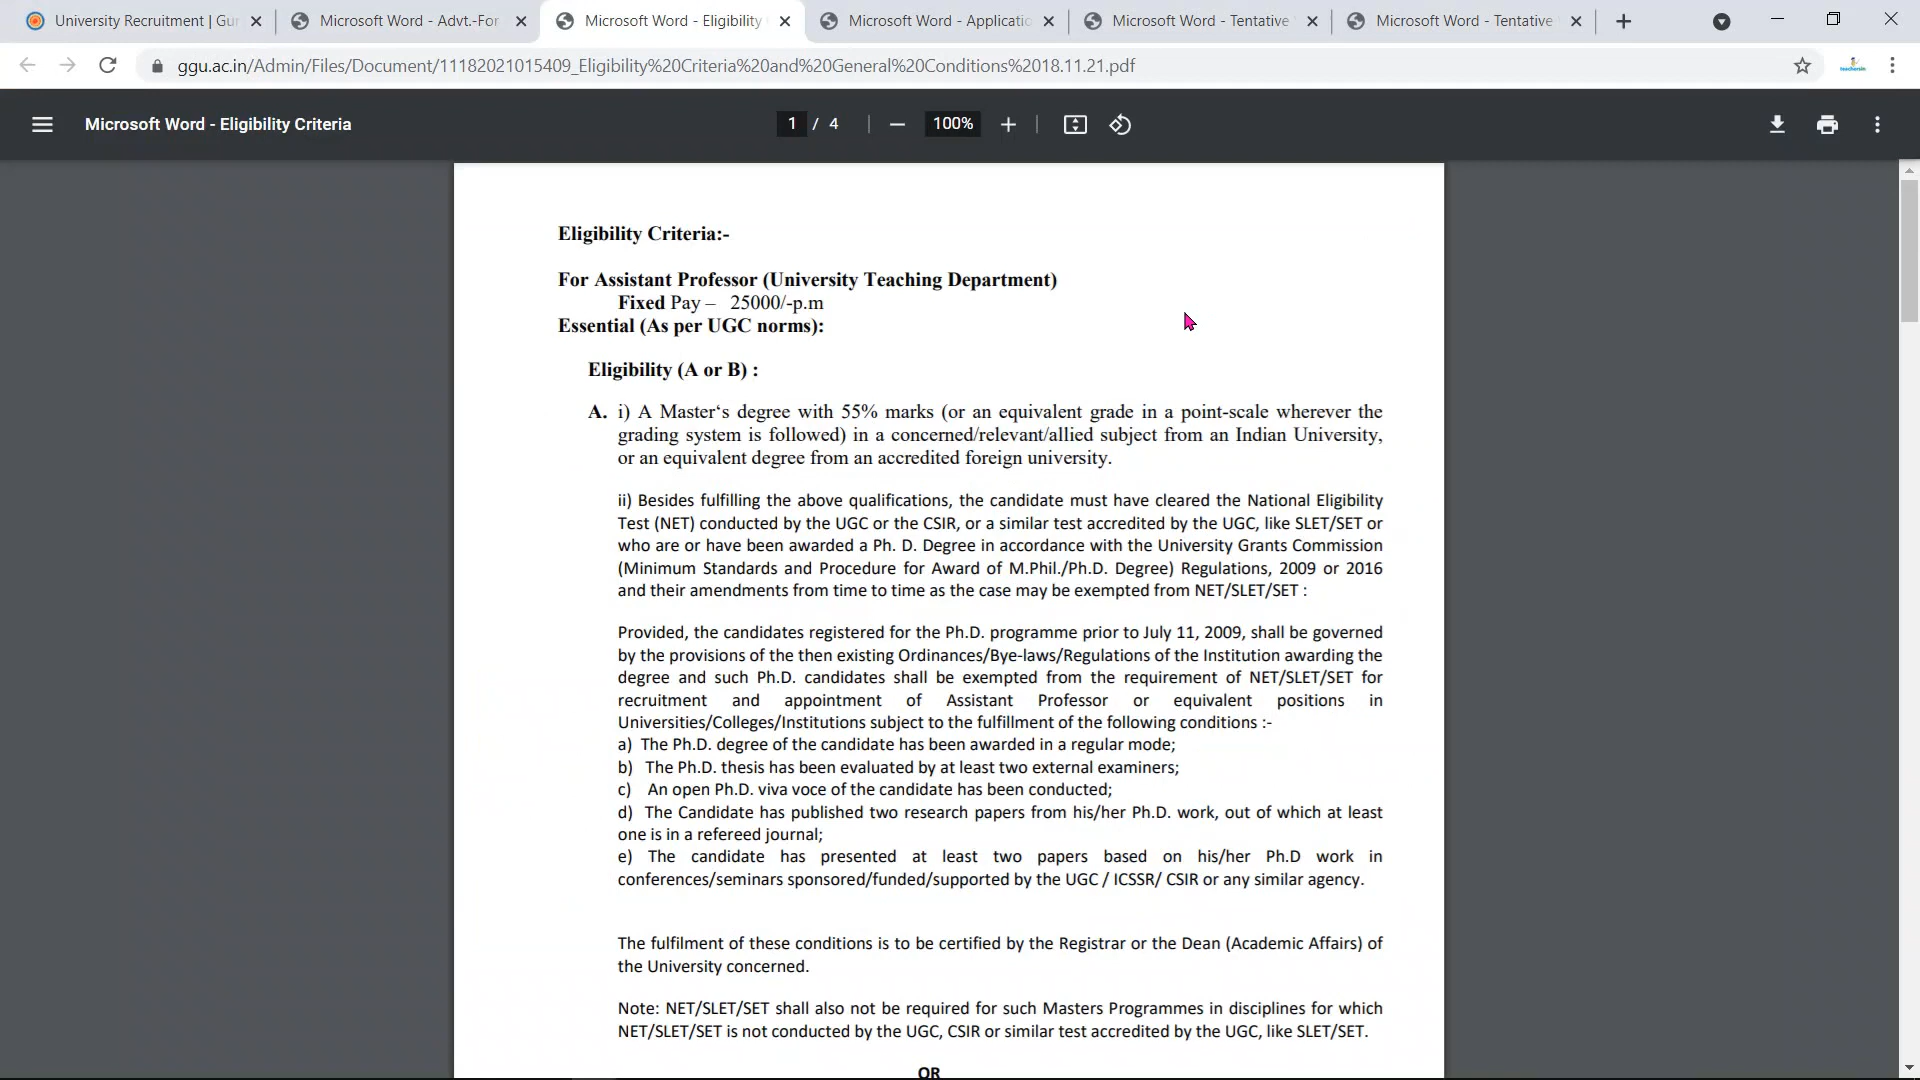 University Recruitment | Gur
Microsoft Word - Advt.-For
Microsoft Word - Eligibility
Microsoft Word - Applicatio
Microsoft Word - Tentative
Microsoft Word - Tentative
ggu.ac.in/Admin/Files/Document/11182021015409_Eligibility%20Criteria%20and%20General%20Conditions%2018.11.21.pdf
Microsoft Word - Eligibility Criteria
1 / 4
100%
Eligibility Criteria:-
For Assistant Professor (University Teaching Department)
Fixed Pay – 25000/-p.m
Essential (As per UGC norms):
Eligibility (A or B) :
A. i) A Master‘s degree with 55% marks (or an equivalent grade in a point-scale wherever the
grading system is followed) in a concerned/relevant/allied subject from an Indian University,
or an equivalent degree from an accredited foreign university.
ii) Besides fulfilling the above qualifications, the candidate must have cleared the National Eligibility
Test (NET) conducted by the UGC or the CSIR, or a similar test accredited by the UGC, like SLET/SET or
who are or have been awarded a Ph. D. Degree in accordance with the University Grants Commission
(Minimum Standards and Procedure for Award of M.Phil./Ph.D. Degree) Regulations, 2009 or 2016
and their amendments from time to time as the case may be exempted from NET/SLET/SET :
Provided, the candidates registered for the Ph.D. programme prior to July 11, 2009, shall be governed
by the provisions of the then existing Ordinances/Bye-laws/Regulations of the Institution awarding the
degree and such Ph.D. candidates shall be exempted from the requirement of NET/SLET/SET for
recruitment and appointment of Assistant Professor or equivalent positions in
Universities/Colleges/Institutions subject to the fulfillment of the following conditions :-
a) The Ph.D. degree of the candidate has been awarded in a regular mode;
b) The Ph.D. thesis has been evaluated by at least two external examiners;
c) An open Ph.D. viva voce of the candidate has been conducted;
d) The Candidate has published two research papers from his/her Ph.D. work, out of which at least
one is in a refereed journal;
e) The candidate has presented at least two papers based on his/her Ph.D work in
conferences/seminars sponsored/funded/supported by the UGC / ICSSR/ CSIR or any similar agency.
The fulfilment of these conditions is to be certified by the Registrar or the Dean (Academic Affairs) of
the University concerned.
Note: NET/SLET/SET shall also not be required for such Masters Programmes in disciplines for which
NET/SLET/SET is not conducted by the UGC, CSIR or similar test accredited by the UGC, like SLET/SET.
OR